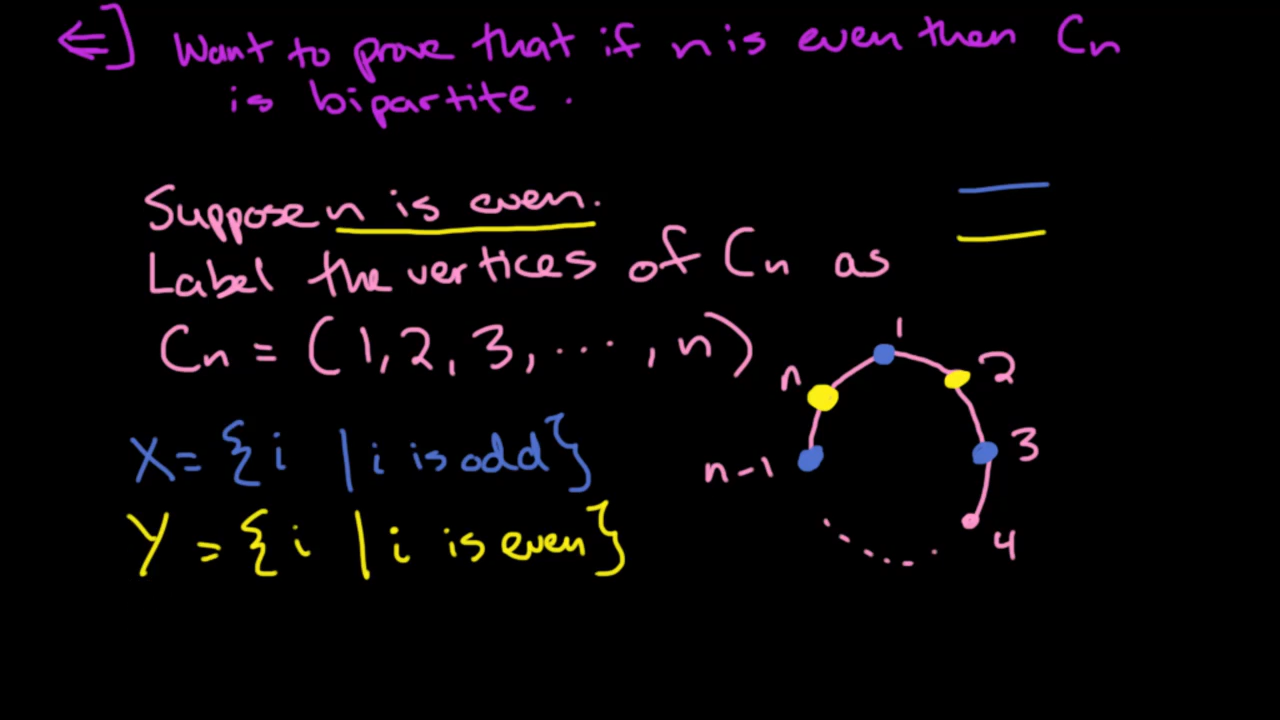 ⇐] Want to prove that if n is even then Cn
is bipartite.
Suppose n is even.
Label the vertices of Cn as
Cn = (1, 2, 3, ..., n)
X = {i | i is odd}
Y = {i | i is even}
1
n
2
n-1
3
4